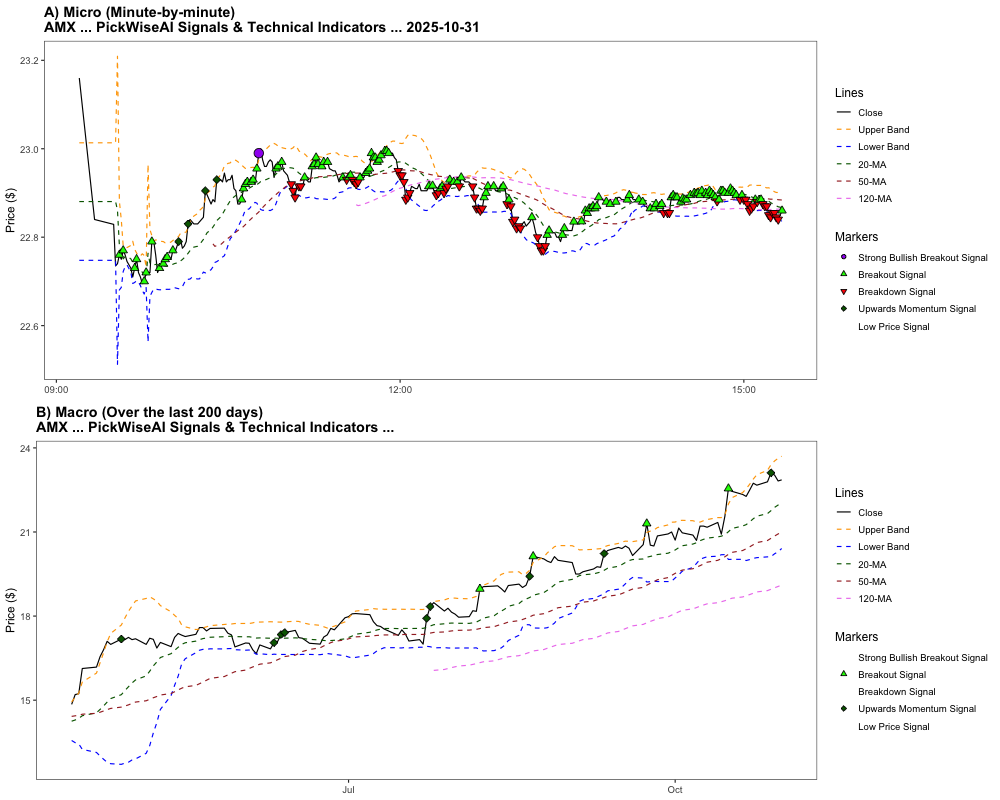 A) Micro (Minute-by-minute)
AMX ... PickWiseAI Signals & Technical Indicators ... 2025-10-31
Price ($)
23.2
23.0
22.8
22.6
09:00
12:00
15:00
Lines
Close
Upper Band
Lower Band
20-MA
50-MA
120-MA
Markers
Strong Bullish Breakout Signal
Breakout Signal
Breakdown Signal
Upwards Momentum Signal
Low Price Signal
B) Macro (Over the last 200 days)
AMX ... PickWiseAI Signals & Technical Indicators ...
Price ($)
24
21
18
15
Jul
Oct
Lines
Close
Upper Band
Lower Band
20-MA
50-MA
120-MA
Markers
Strong Bullish Breakout Signal
Breakout Signal
Breakdown Signal
Upwards Momentum Signal
Low Price Signal